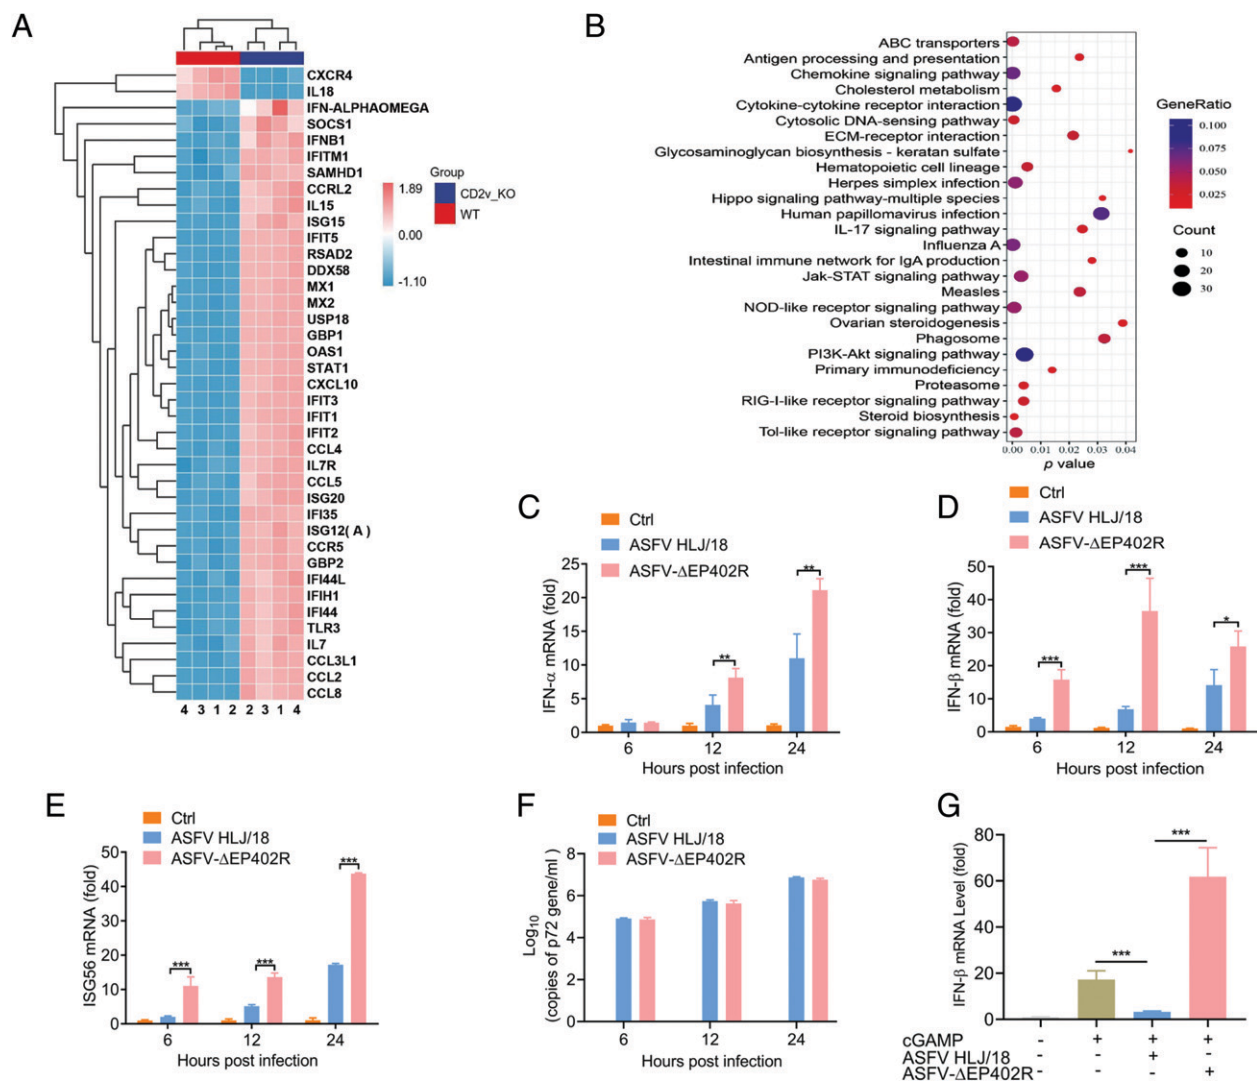 A
CXCR4
IL18
IFN-ALPHAOMEGA
SOCS1
IFNB1
IFITM1
SAMHD1
CCRL2
IL15
ISG15
IFIT5
RSAD2
DDX58
MX1
MX2
USP18
GBP1
OAS1
STAT1
CXCL10
IFIT3
IFIT1
IFIT2
CCL4
IL7R
CCL5
ISG20
IFI35
ISG12( A )
CCR5
GBP2
IFI44L
IFIH1
IFI44
TLR3
IL7
CCL3L1
CCL2
CCL8
4 3 1 2 2 3 1 4
1.89
0.00
-1.10
Group
CD2v_KO
WT
B
ABC transporters
Antigen processing and presentation
Chemokine signaling pathway
Cholesterol metabolism
Cytokine-cytokine receptor interaction
Cytosolic DNA-sensing pathway
ECM-receptor interaction
Glycosaminoglycan biosynthesis - keratan sulfate
Hematopoietic cell lineage
Herpes simplex infection
Hippo signaling pathway-multiple species
Human papillomavirus infection
IL-17 signaling pathway
Influenza A
Intestinal immune network for IgA production
Jak-STAT signaling pathway
Measles
NOD-like receptor signaling pathway
Ovarian steroidogenesis
Phagosome
PI3K-Akt signaling pathway
Primary immunodeficiency
Proteasome
RIG-I-like receptor signaling pathway
Steroid biosynthesis
Tol-like receptor signaling pathway
0.00 0.01 0.02 0.03 0.04
p value
GeneRatio
0.100
0.075
0.050
0.025
Count
10
20
30
C
Ctrl
ASFV HLJ/18
ASFV-ΔEP402R
IFN-α mRNA (fold)
25
20
15
10
5
0
**
**
6 12 24
Hours post infection
D
Ctrl
ASFV HLJ/18
ASFV-ΔEP402R
IFN-β mRNA (fold)
50
40
30
20
10
0
***
***
*
6 12 24
Hours post infection
E
Ctrl
ASFV HLJ/18
ASFV-ΔEP402R
ISG56 mRNA (fold)
50
40
30
20
10
0
***
***
***
6 12 24
Hours post infection
F
Ctrl
ASFV HLJ/18
ASFV-ΔEP402R
Log10
(copies of p72 gene/ml )
8
6
4
2
0
6 12 24
Hours post infection
G
IFN-β mRNA Level (fold)
80
60
40
20
0
***
***
cGAMP - + + +
ASFV HLJ/18 - - + -
ASFV-ΔEP402R - - - +